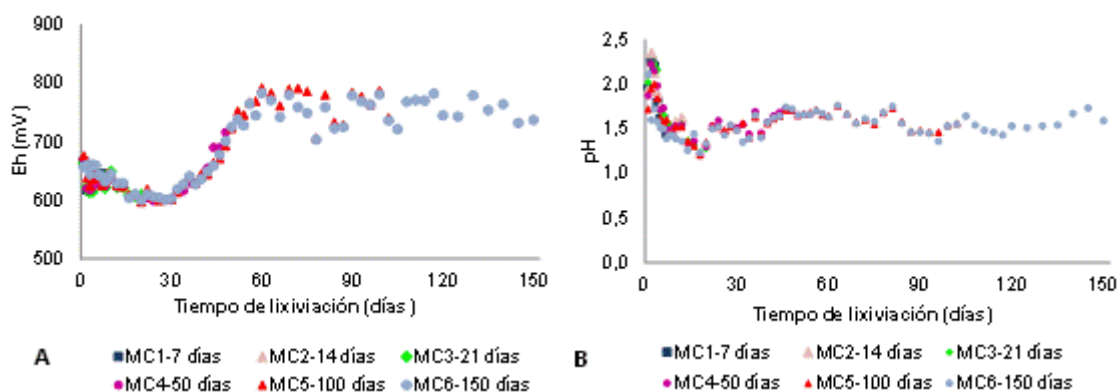 900
800
700
600
500
Eh (mV)
0 30 60 90 120 150
Tiempo de lixiviación (días)
A
MC1-7 días MC2-14 días MC3-21 días
MC4-50 días MC5-100 días MC6-150 días
2,5
2,0
1,5
1,0
0,5
0,0
pH
0 30 60 90 120 150
Tiempo de lixiviación (días)
B
MC1-7 días MC2-14 días MC3-21 días
MC4-50 días MC5-100 días MC6-150 días